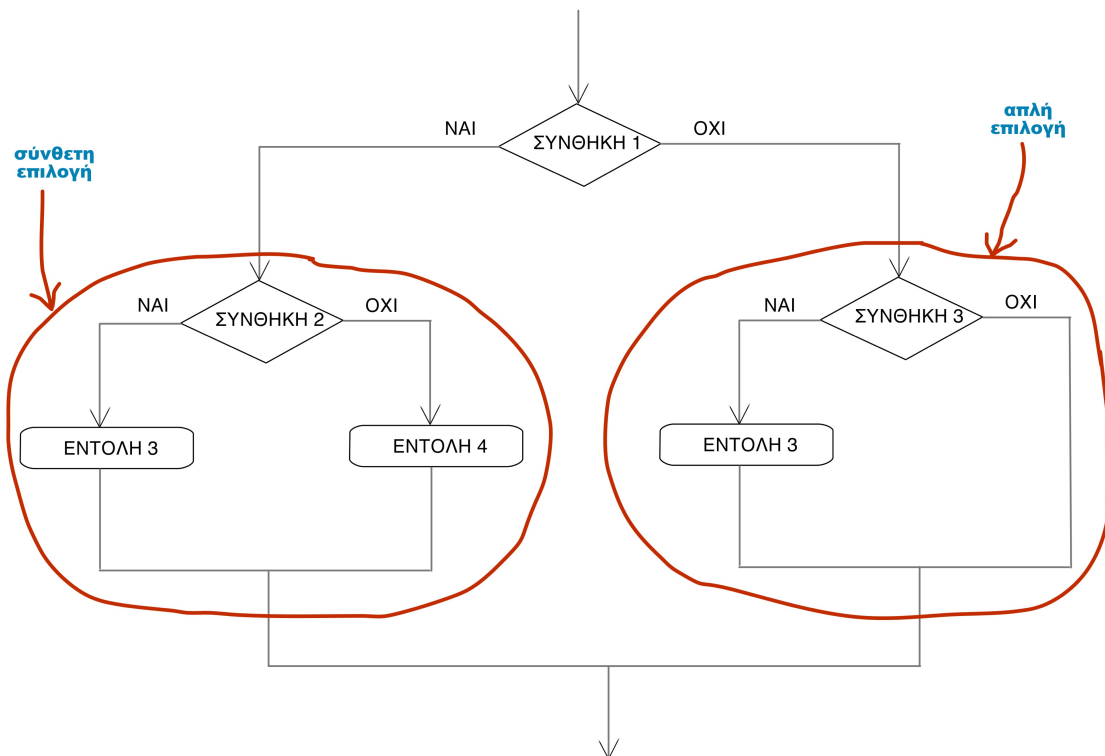 απλή
επιλογή
ΝΑΙ
ΟΧΙ
ΣΥΝΘΗΚΗ 1
σύνθετη
επιλογή
ΝΑΙ
ΟΧΙ
ΣΥΝΘΗΚΗ 2
ΝΑΙ
ΟΧΙ
ΣΥΝΘΗΚΗ 3
ΕΝΤΟΛΗ 3
ΕΝΤΟΛΗ 4
ΕΝΤΟΛΗ 3